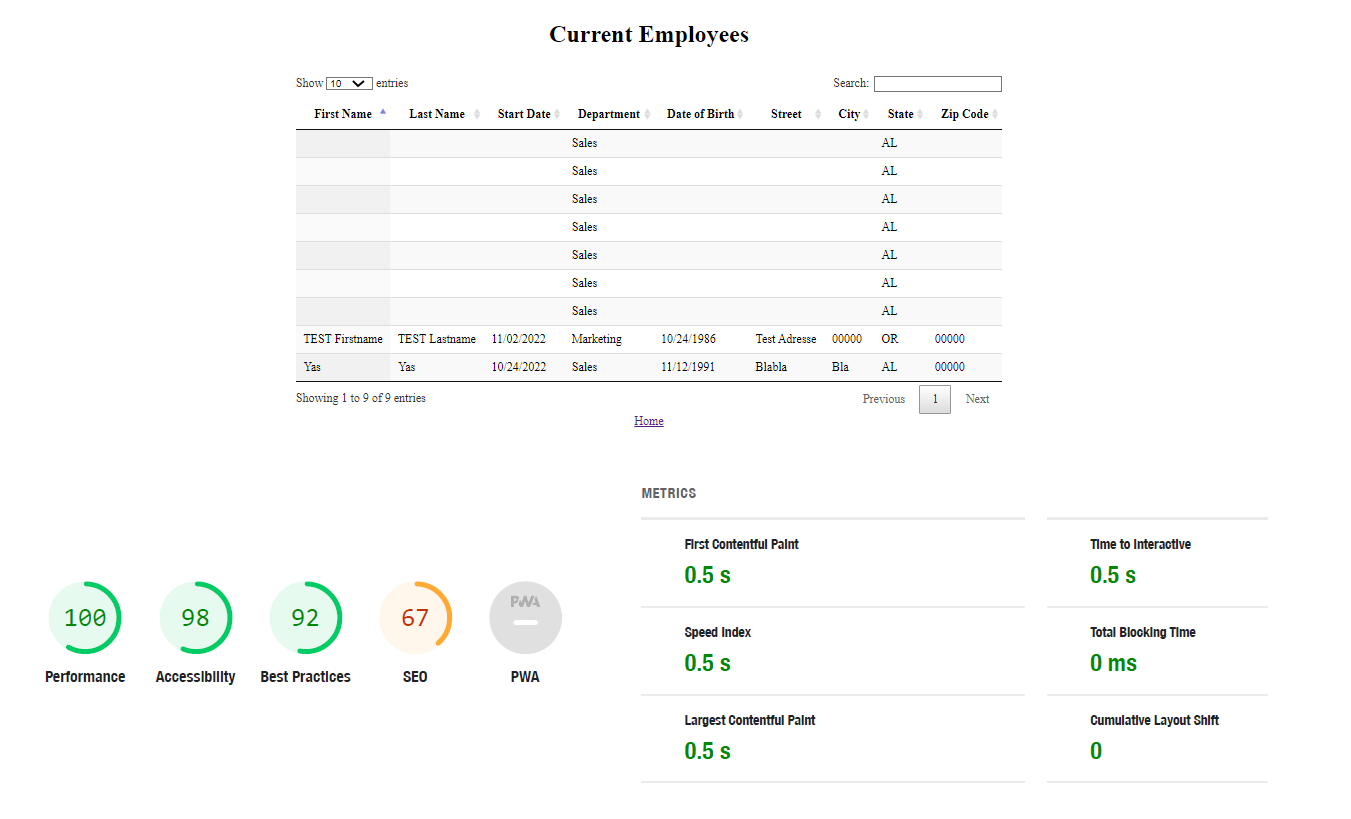 Current Employees
Show 10 entries
Search:
First Name Last Name Start Date Department Date of Birth Street City State Zip Code
Sales AL
Sales AL
Sales AL
Sales AL
Sales AL
Sales AL
Sales AL
TEST Firstname TEST Lastname 11/02/2022 Marketing 10/24/1986 Test Adresse 00000 OR 00000
Yas Yas 10/24/2022 Sales 11/12/1991 Blabla Bla AL 00000
Showing 1 to 9 of 9 entries
Previous 1 Next
Home
100 98 92 67 PWA
Performance Accessibility Best Practices SEO PWA
METRICS
First Contentful Paint
0.5 s
Time to Interactive
0.5 s
Speed Index
0.5 s
Total Blocking Time
0 ms
Largest Contentful Paint
0.5 s
Cumulative Layout Shift
0